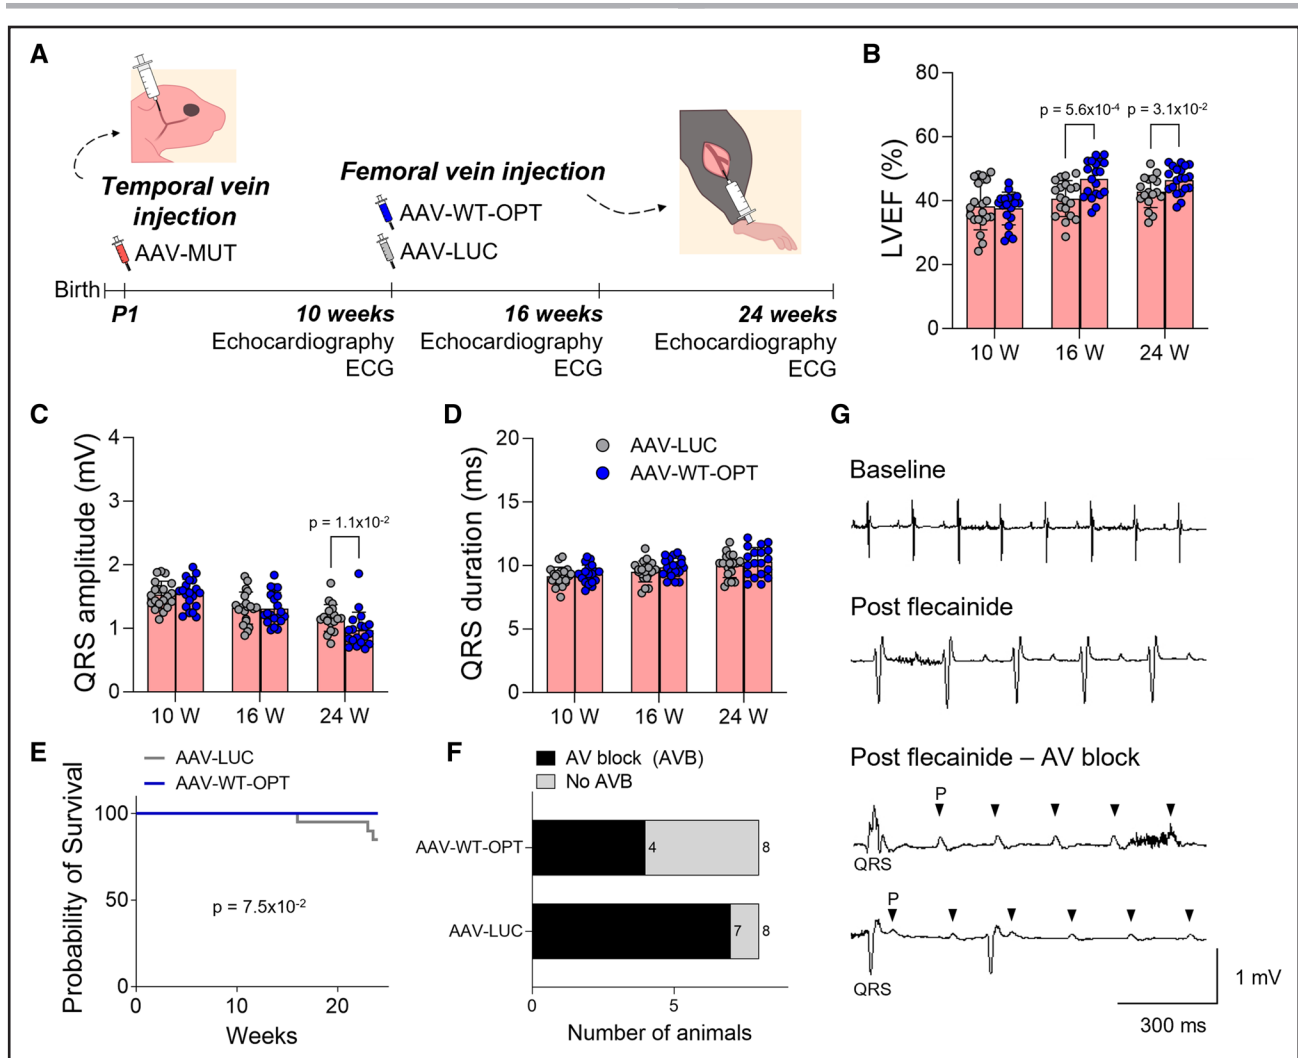 A
Temporal vein
injection
AAV-MUT
Femoral vein injection
AAV-WT-OPT
AAV-LUC
Birth
P1
10 weeks
Echocardiography
ECG
16 weeks
Echocardiography
ECG
24 weeks
Echocardiography
ECG
B
LVEF (%)
80
60
40
20
0
p = 5.6x10-4
p = 3.1x10-2
10 W
16 W
24 W
C
QRS amplitude (mV)
4
3
2
1
0
p = 1.1x10-2
10 W
16 W
24 W
D
QRS duration (ms)
20
15
10
5
0
AAV-LUC
AAV-WT-OPT
10 W
16 W
24 W
E
AAV-LUC
AAV-WT-OPT
Probability of Survival
100
50
0
p = 7.5x10-2
0
10
20
Weeks
F
AV block (AVB)
No AVB
AAV-WT-OPT
4
8
AAV-LUC
7
8
0
5
Number of animals
G
Baseline
Post flecainide
Post flecainide – AV block
P
QRS
P
QRS
1 mV
300 ms